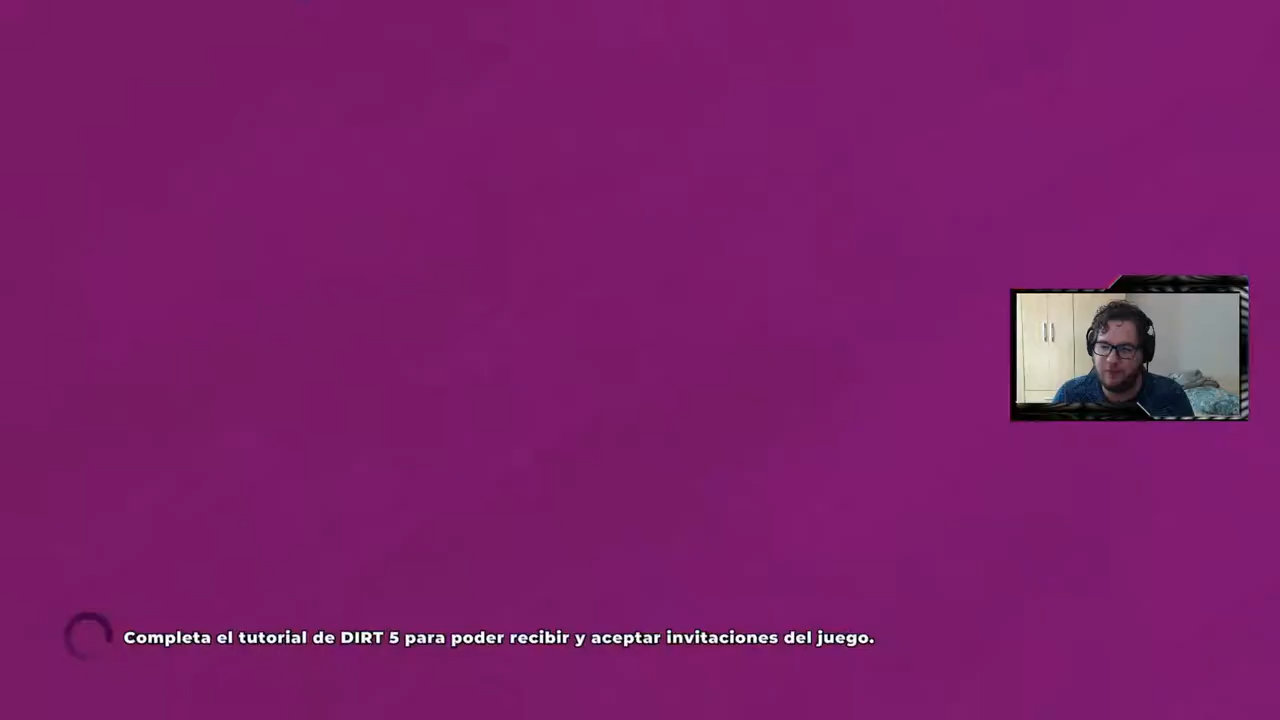 Completa el tutorial de DIRT 5 para poder recibir y aceptar invitaciones del juego.